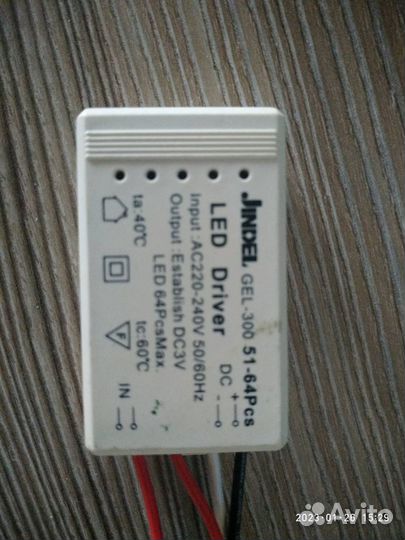 JINDEL GEL-300 51-64Pcs
LED Driver
Input :AC220-240V 50/60Hz
Output :Establish DC3V
LED 64PcsMax.
ta:40℃
tc:60℃
F
DC + -
IN
2023-01-26 15:29
Avito